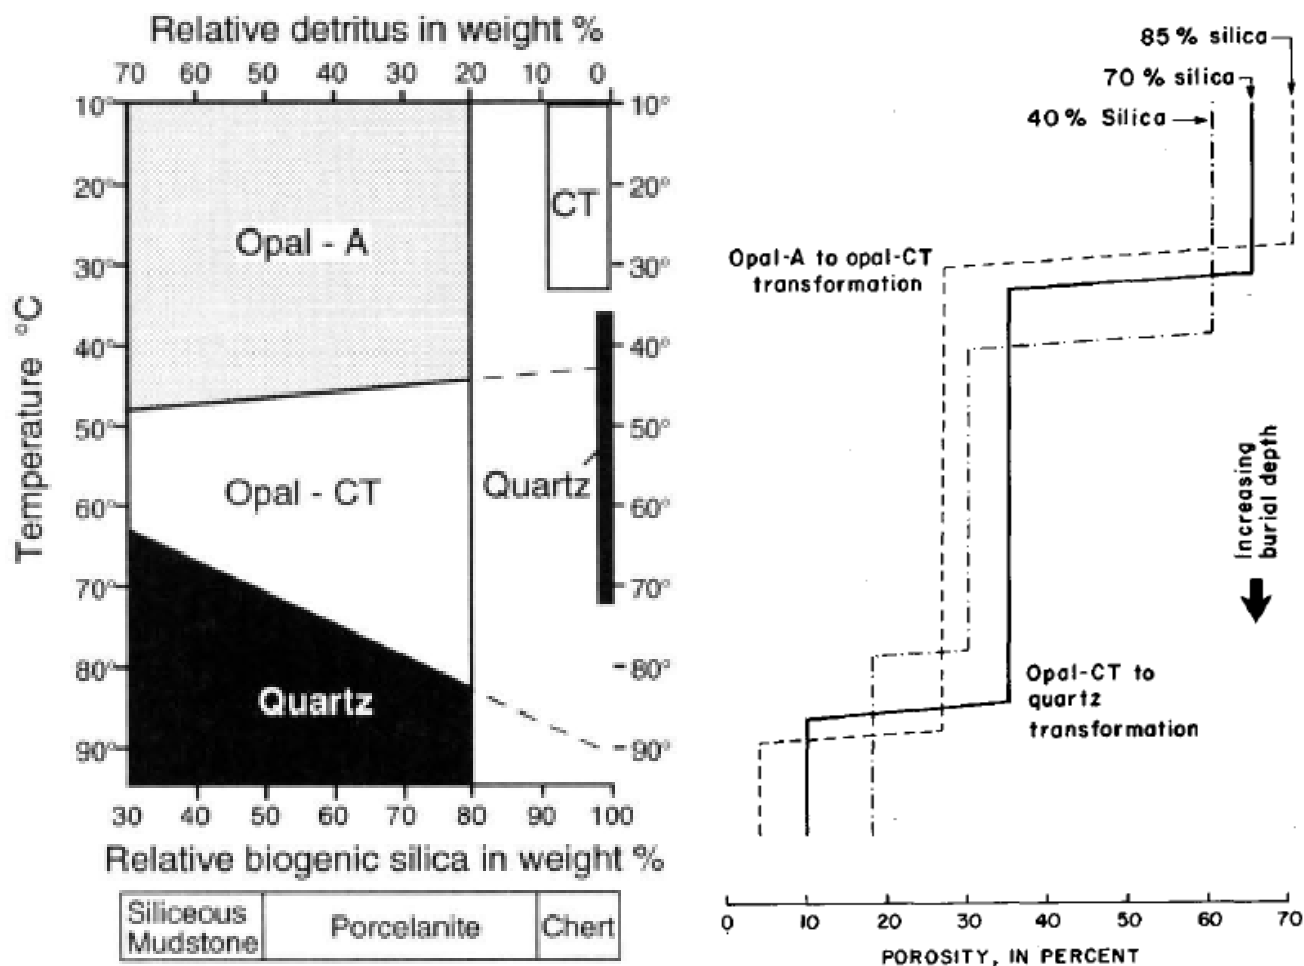 Relative detritus in weight %
70 60 50 40 30 20 10 0
10° 10°
20° 20°
30° 30°
40° 40°
50° 50°
60° 60°
70° 70°
80° 80°
90° 90°
Temperature °C
Opal - A
CT
Opal - CT
Quartz
Quartz
30 40 50 60 70 80 90 100
Relative biogenic silica in weight %
Siliceous
Mudstone
Porcelanite
Chert
85% silica
70% silica
40% Silica
Opal-A to opal-CT
transformation
Increasing
burial depth
Opal-CT to
quartz
transformation
0 10 20 30 40 50 60 70
POROSITY, IN PERCENT